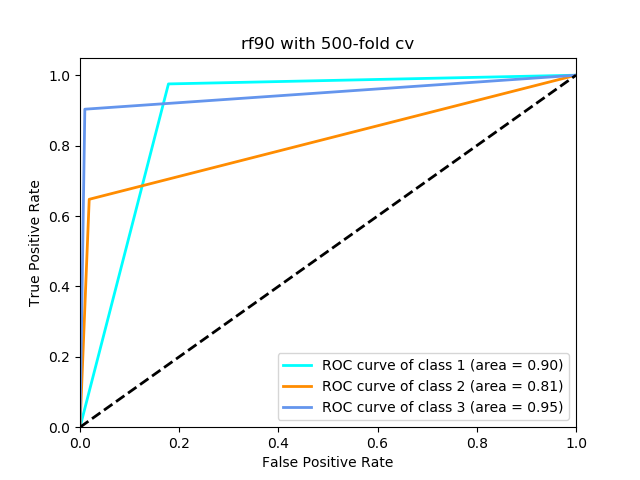 rf90 with 500-fold cv
1.0
0.8
0.6
0.4
0.2
0.0
True Positive Rate
ROC curve of class 1 (area = 0.90)
ROC curve of class 2 (area = 0.81)
ROC curve of class 3 (area = 0.95)
0.0 0.2 0.4 0.6 0.8 1.0
False Positive Rate